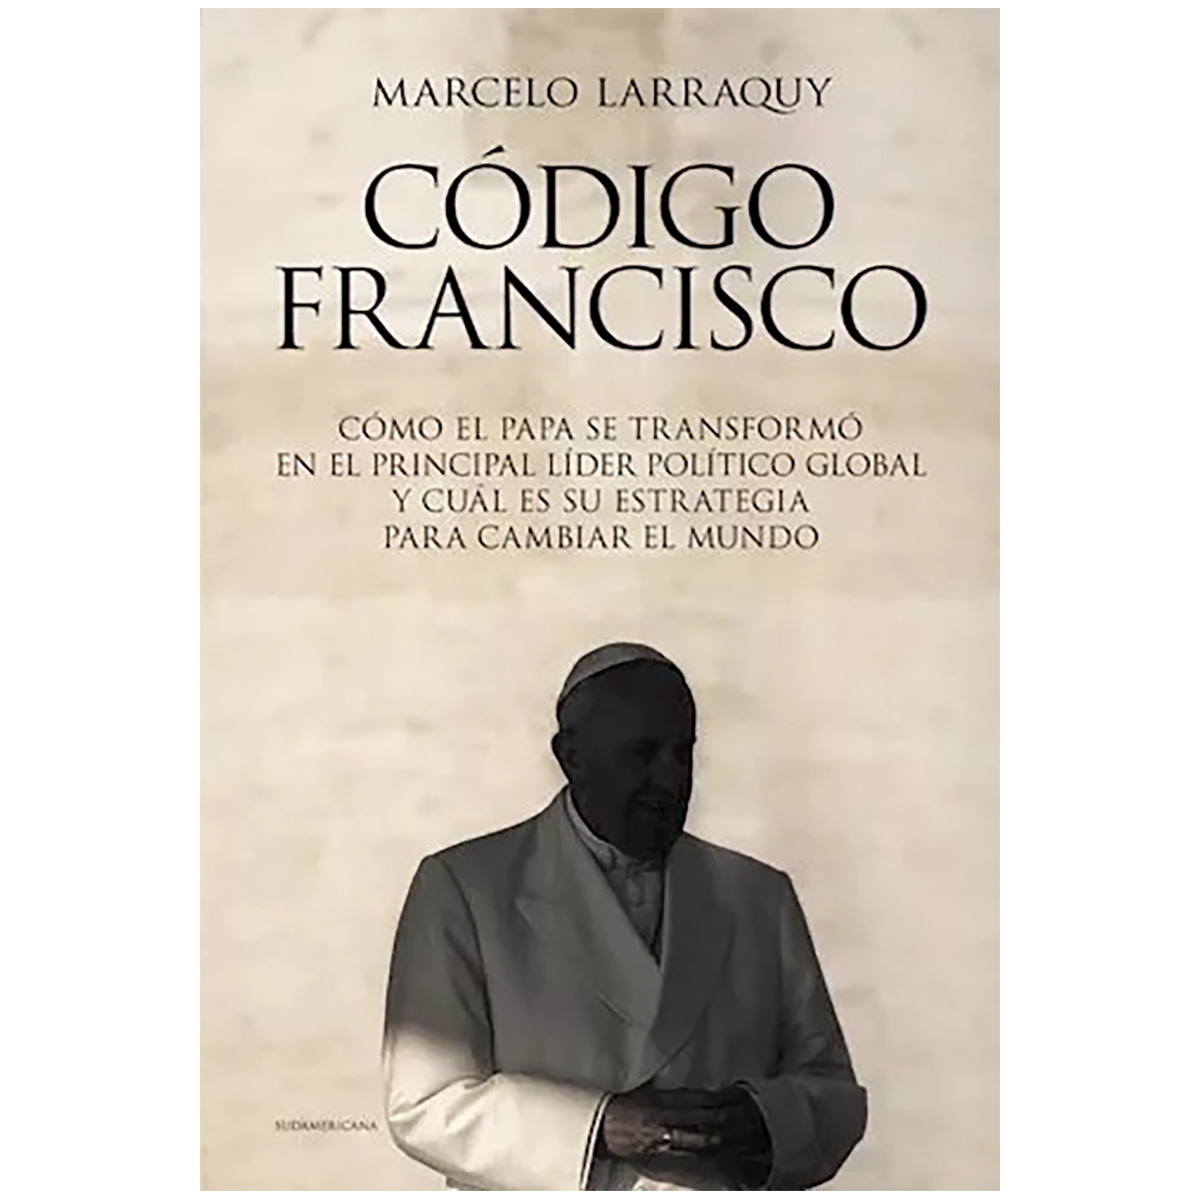 MARCELO LARRAQUY
CÓDIGO
FRANCISCO
CÓMO EL PAPA SE TRANSFORMÓ
EN EL PRINCIPAL LÍDER POLÍTICO GLOBAL
Y CUÁL ES SU ESTRATEGIA
PARA CAMBIAR EL MUNDO
SUDAMERICANA